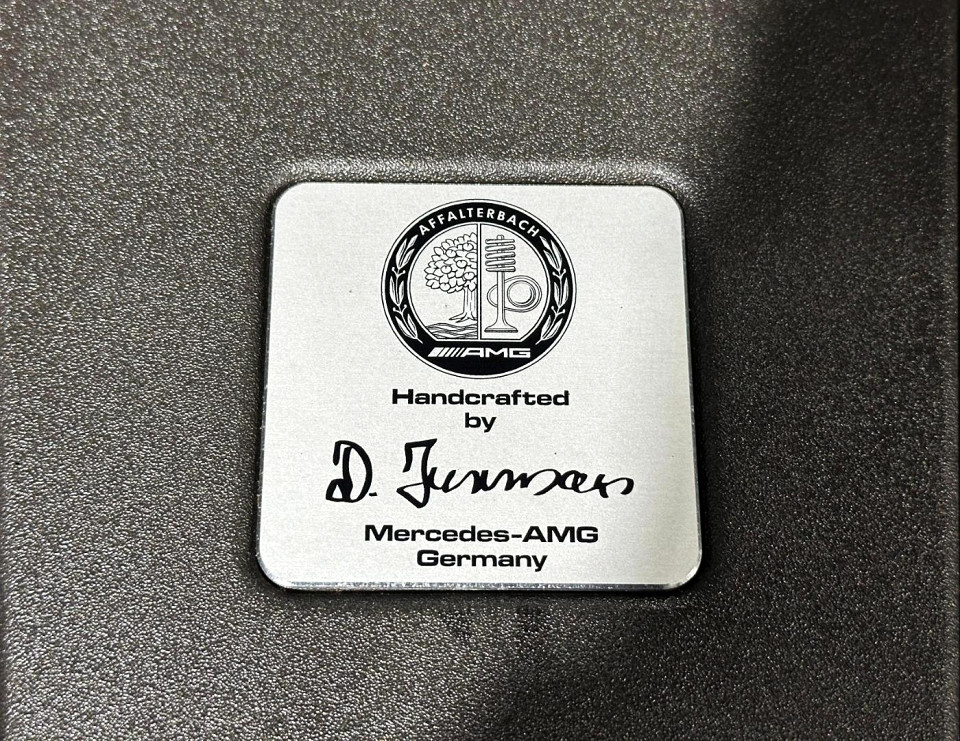 AFFALTERBACH
AMG
Handcrafted
by
D.
Mercedes-AMG
Germany